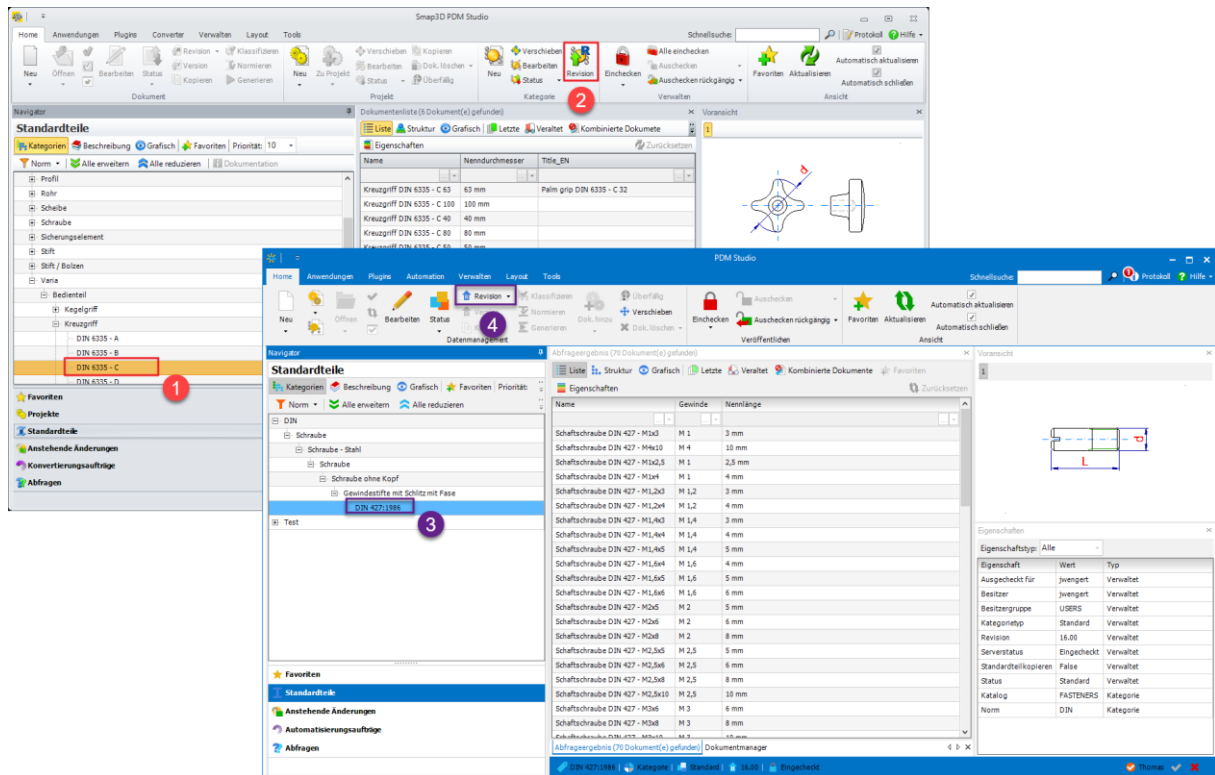 Smap3D PDM Studio
Home Anwendungen Plugins Converter Verwalten Layout Tools Schnellsuche: Protokoll Hilfe
Neu Öffnen Bearbeiten Status Revision Klassifizieren
Version Normieren
Kopieren Generieren
Dokument
Neu Zu Projekt Verschieben Kopieren
Bearbeiten Dok. löschen
Status Überfällig
Projekt
Neu Verschieben
Bearbeiten
Status
Revision
Kategorie
2
Einchecken Alle einchecken
Auschecken
Auschecken rückgängig
Verwalten
Favoriten Aktualisieren Automatisch aktualisieren
Automatisch schließen
Ansicht
Navigator
Standardteile
Kategorien Beschreibung Grafisch Favoriten Priorität: 10
Norm Alle erweitern Alle reduzieren Dokumentation
Profil
Rohr
Scheibe
Schraube
Sicherungselement
Stift
Stift / Bolzen
Varia
Bedienteil
Kegelgriff
Kreuzgriff
DIN 6335 - A
DIN 6335 - B
DIN 6335 - C
1
DIN 6335 - D
Favoriten
Projekte
Standardteile
Anstehende Änderungen
Konvertierungsaufträge
Abfragen
Dokumentenliste (6 Dokument(e) gefunden)
Liste Struktur Grafisch Letzte Veraltet Kombinierte Dokumete
Eigenschaften Zurücksetzen
Name Nenndurchmesser Title_EN
Kreuzgriff DIN 6335 - C 63 63 mm Palm grip DIN 6335 - C 32
Kreuzgriff DIN 6335 - C 100 100 mm
Kreuzgriff DIN 6335 - C 40 40 mm
Kreuzgriff DIN 6335 - C 80 80 mm
Kreuzgriff DIN 6335 - C 50 50 mm
Voransicht
1
d
PDM Studio
Home Anwendungen Plugins Automation Verwalten Layout Tools Schnellsuche: Protokoll Hilfe
Neu Öffnen Bearbeiten Status Revision Klassifizieren
Normieren
Generieren
4
Dok. hinzu Überfällig
Verschieben
Dok. löschen
Datenmanagement
Einchecken Auschecken
Auschecken rückgängig
Veröffentlichen
Favoriten Aktualisieren Automatisch aktualisieren
Automatisch schließen
Ansicht
Navigator
Standardteile
Kategorien Beschreibung Grafisch Favoriten Priorität:
Norm Alle erweitern Alle reduzieren
DIN
Schraube
Schraube - Stahl
Schraube
Schraube ohne Kopf
Gewindestifte mit Schlitz mit Fase
DIN 427:1986
3
Test
Favoriten
Standardteile
Anstehende Änderungen
Automatisierungsaufträge
Abfragen
Abfrageergebnis (70 Dokument(e) gefunden)
Liste Struktur Grafisch Letzte Veraltet Kombinierte Dokumente Favoriten
Eigenschaften Zurücksetzen
Name Gewinde Nennlänge
Schaftschraube DIN 427 - M1x3 M 1 3 mm
Schaftschraube DIN 427 - M4x10 M 4 10 mm
Schaftschraube DIN 427 - M1x2,5 M 1 2,5 mm
Schaftschraube DIN 427 - M1x4 M 1 4 mm
Schaftschraube DIN 427 - M1,2x3 M 1,2 3 mm
Schaftschraube DIN 427 - M1,2x4 M 1,2 4 mm
Schaftschraube DIN 427 - M1,4x3 M 1,4 3 mm
Schaftschraube DIN 427 - M1,4x4 M 1,4 4 mm
Schaftschraube DIN 427 - M1,4x5 M 1,4 5 mm
Schaftschraube DIN 427 - M1,6x4 M 1,6 4 mm
Schaftschraube DIN 427 - M1,6x5 M 1,6 5 mm
Schaftschraube DIN 427 - M1,6x6 M 1,6 6 mm
Schaftschraube DIN 427 - M2x5 M 2 5 mm
Schaftschraube DIN 427 - M2x6 M 2 6 mm
Schaftschraube DIN 427 - M2x8 M 2 8 mm
Schaftschraube DIN 427 - M2,5x5 M 2,5 5 mm
Schaftschraube DIN 427 - M2,5x6 M 2,5 6 mm
Schaftschraube DIN 427 - M2,5x8 M 2,5 8 mm
Schaftschraube DIN 427 - M2,5x10 M 2,5 10 mm
Schaftschraube DIN 427 - M3x6 M 3 6 mm
Schaftschraube DIN 427 - M3x8 M 3 8 mm
Schaftschraube DIN 427 - M3x10 M 3 10 mm
Abfrageergebnis (70 Dokument(e) gefunden) Dokumentmanager
Voransicht
1
d
L
Eigenschaften
Eigenschaftstyp: Alle
Eigenschaft Wert Typ
Ausgecheckt für jwengert Verwaltet
Besitzer jwengert Verwaltet
Besitzergruppe USERS Verwaltet
Kategorietyp Standard Verwaltet
Revision 16.00 Verwaltet
Serverstatus Eingecheckt Verwaltet
Standardteilkopieren False Verwaltet
Status Standard Verwaltet
Katalog FASTENERS Kategorie
Norm DIN Kategorie
DIN 427:1986 Kategorie Standard 16.00 Eingecheckt Thomas